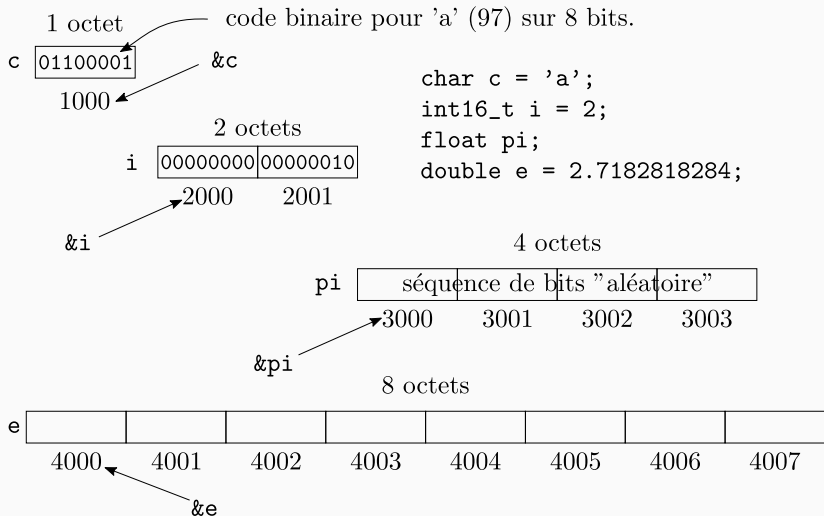 1 octet
code binaire pour 'a' (97) sur 8 bits.
c 01100001
&c
1000
char c = 'a';
int16_t i = 2;
float pi;
double e = 2.7182818284;
2 octets
i 00000000 00000010
2000 2001
&i
4 octets
pi séquence de bits "aléatoire"
3000 3001 3002 3003
&pi
8 octets
e
4000 4001 4002 4003 4004 4005 4006 4007
&e